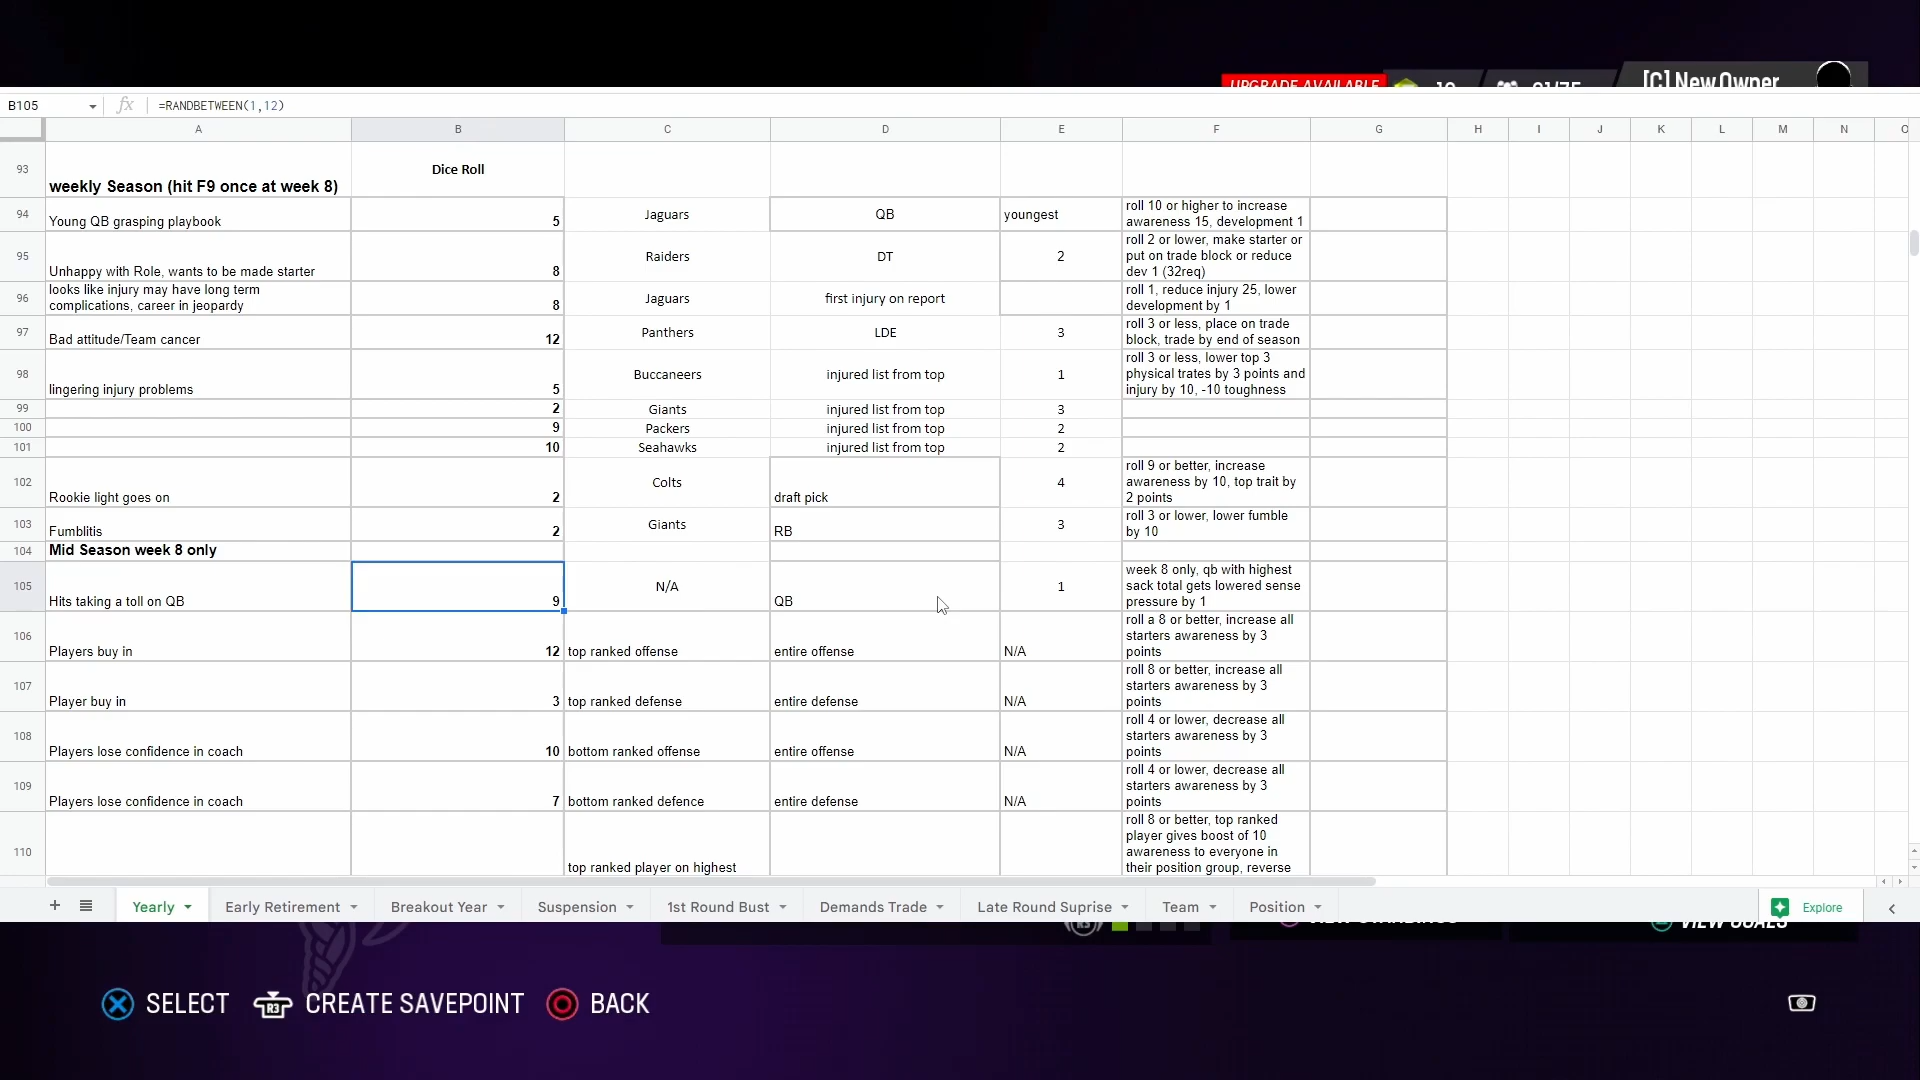 [C] New Owner
B105
fx
=RANDBETWEEN(1,12)
A B C D E F G H I J K L M N
93 weekly Season (hit F9 once at week 8) Dice Roll
94 Young QB grasping playbook 5 Jaguars QB youngest roll 10 or higher to increase
awareness 15, development 1
95 Unhappy with Role, wants to be made starter 8 Raiders DT 2 roll 2 or lower, make starter or
put on trade block or reduce
dev 1 (32req)
96 looks like injury may have long term
complications, career in jeopardy 8 Jaguars first injury on report roll 1, reduce injury 25, lower
development by 1
97 Bad attitude/Team cancer 12 Panthers LDE 3 roll 3 or less, place on trade
block, trade by end of season
98 lingering injury problems 5 Buccaneers injured list from top 1 roll 3 or less, lower top 3
physical trates by 3 points and
injury by 10, -10 toughness
99 2 Giants injured list from top 3
100 9 Packers injured list from top 2
101 10 Seahawks injured list from top 2
102 Rookie light goes on 2 Colts draft pick 4 roll 9 or better, increase
awareness by 10, top trait by
2 points
103 Fumblitis 2 Giants RB 3 roll 3 or lower, lower fumble
by 10
104 Mid Season week 8 only
105 Hits taking a toll on QB 9 N/A QB 1 week 8 only, qb with highest
sack total gets lowered sense
pressure by 1
106 Players buy in 12 top ranked offense entire offense N/A roll a 8 or better, increase all
starters awareness by 3
points
107 Player buy in 3 top ranked defense entire defense N/A roll 8 or better, increase all
starters awareness by 3
points
108 Players lose confidence in coach 10 bottom ranked offense entire offense N/A roll 4 or lower, decrease all
starters awareness by 3
points
109 Players lose confidence in coach 7 bottom ranked defence entire defense N/A roll 4 or lower, decrease all
starters awareness by 3
points
110 top ranked player on highest roll 8 or better, top ranked
player gives boost of 10
awareness to everyone in
their position group, reverse
Yearly Early Retirement Breakout Year Suspension 1st Round Bust Demands Trade Late Round Suprise Team Position Explore
SELECT R3 CREATE SAVEPOINT BACK